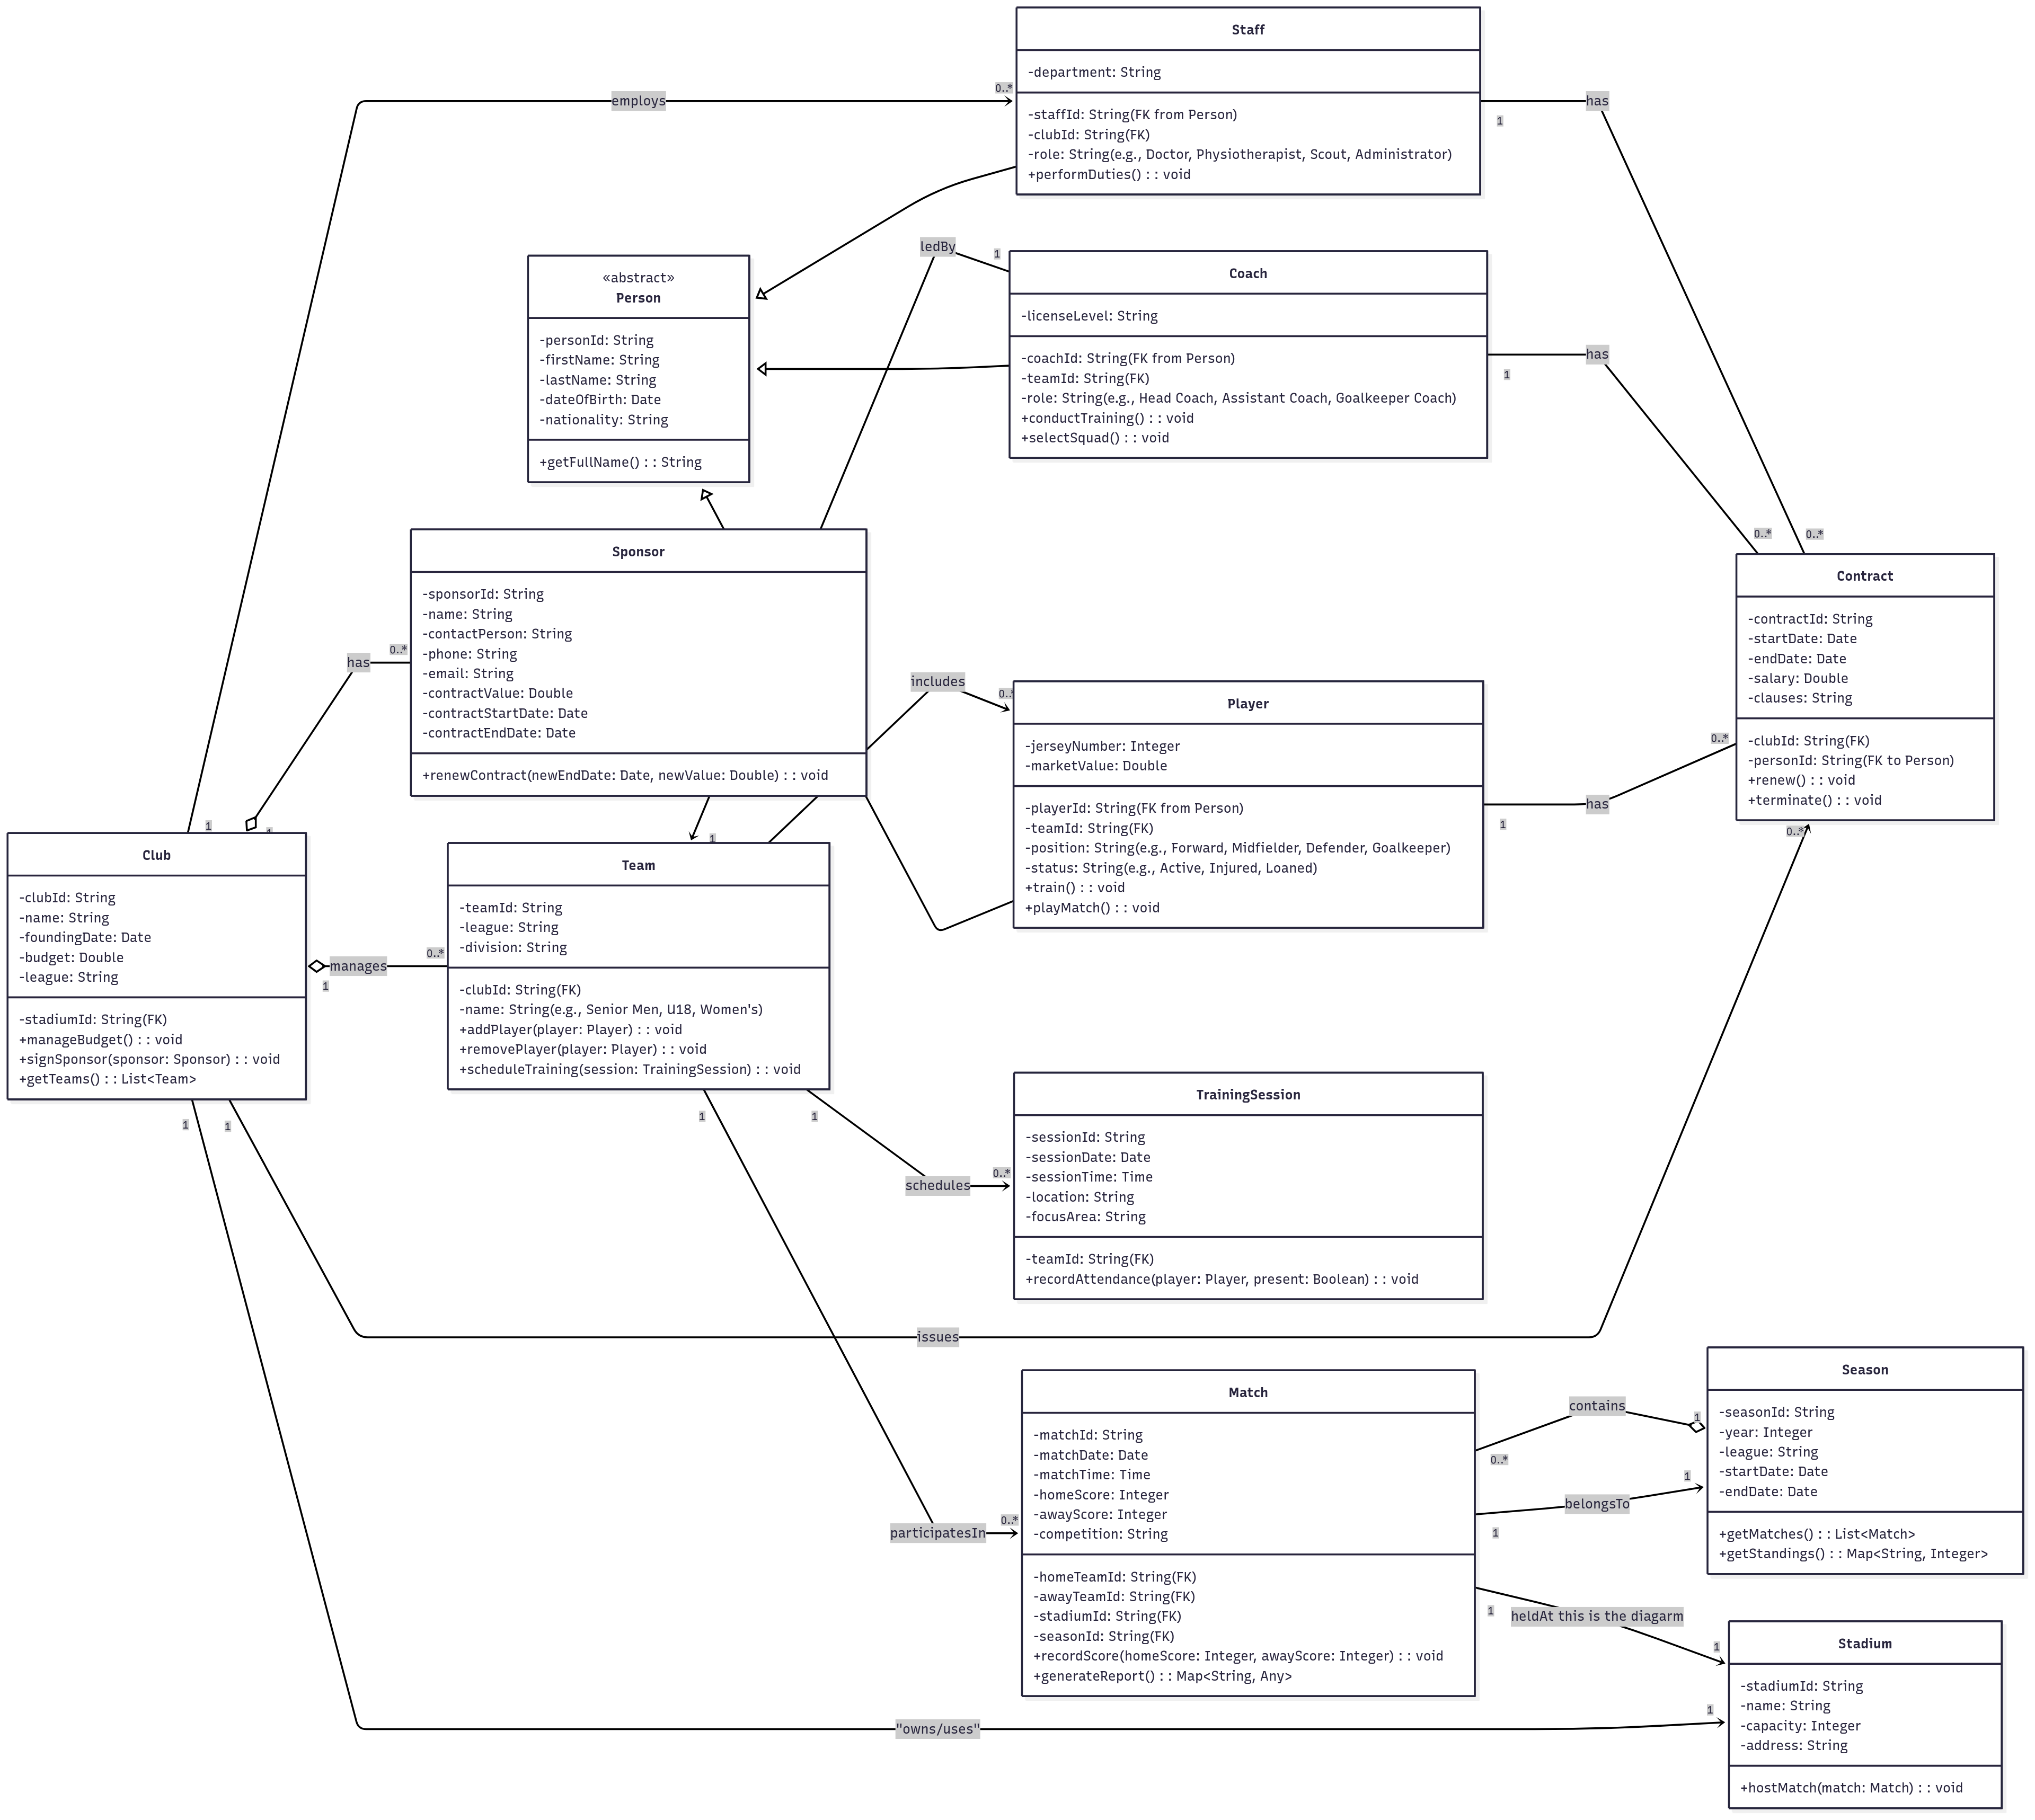 Staff
-department: String
-staffId: String(FK from Person)
-clubId: String(FK)
-role: String(e.g., Doctor, Physiotherapist, Scout, Administrator)
+performDuties() : : void
employs
0..*
1
has
«abstract»
Person
-personId: String
-firstName: String
-lastName: String
-dateOfBirth: Date
-nationality: String
+getFullName() : : String
ledBy
1
Coach
-licenseLevel: String
-coachId: String(FK from Person)
-teamId: String(FK)
-role: String(e.g., Head Coach, Assistant Coach, Goalkeeper Coach)
+conductTraining() : : void
+selectSquad() : : void
has
1
0..*
0..*
Sponsor
-sponsorId: String
-name: String
-contactPerson: String
-phone: String
-email: String
-contractValue: Double
-contractStartDate: Date
-contractEndDate: Date
+renewContract(newEndDate: Date, newValue: Double) : : void
has
0..*
Contract
-contractId: String
-startDate: Date
-endDate: Date
-salary: Double
-clauses: String
-clubId: String(FK)
-personId: String(FK to Person)
+renew() : : void
+terminate() : : void
includes
0..*
Player
-jerseyNumber: Integer
-marketValue: Double
-playerId: String(FK from Person)
-teamId: String(FK)
-position: String(e.g., Forward, Midfielder, Defender, Goalkeeper)
-status: String(e.g., Active, Injured, Loaned)
+train() : : void
+playMatch() : : void
has
1
0..*
0..*
1
1
1
Club
-clubId: String
-name: String
-foundingDate: Date
-budget: Double
-league: String
-stadiumId: String(FK)
+manageBudget() : : void
+signSponsor(sponsor: Sponsor) : : void
+getTeams() : : List<Team>
manages
1
0..*
Team
-teamId: String
-league: String
-division: String
-clubId: String(FK)
-name: String(e.g., Senior Men, U18, Women's)
+addPlayer(player: Player) : : void
+removePlayer(player: Player) : : void
+scheduleTraining(session: TrainingSession) : : void
1
1
1
1
schedules
0..*
TrainingSession
-sessionId: String
-sessionDate: Date
-sessionTime: Time
-location: String
-focusArea: String
-teamId: String(FK)
+recordAttendance(player: Player, present: Boolean) : : void
issues
participatesIn
0..*
Match
-matchId: String
-matchDate: Date
-matchTime: Time
-homeScore: Integer
-awayScore: Integer
-competition: String
-homeTeamId: String(FK)
-awayTeamId: String(FK)
-stadiumId: String(FK)
-seasonId: String(FK)
+recordScore(homeScore: Integer, awayScore: Integer) : : void
+generateReport() : : Map<String, Any>
contains
0..*
1
belongsTo
1
1
Season
-seasonId: String
-year: Integer
-league: String
-startDate: Date
-endDate: Date
+getMatches() : : List<Match>
+getStandings() : : Map<String, Integer>
1
heldAt this is the diagarm
1
"owns/uses"
1
Stadium
-stadiumId: String
-name: String
-capacity: Integer
-address: String
+hostMatch(match: Match) : : void